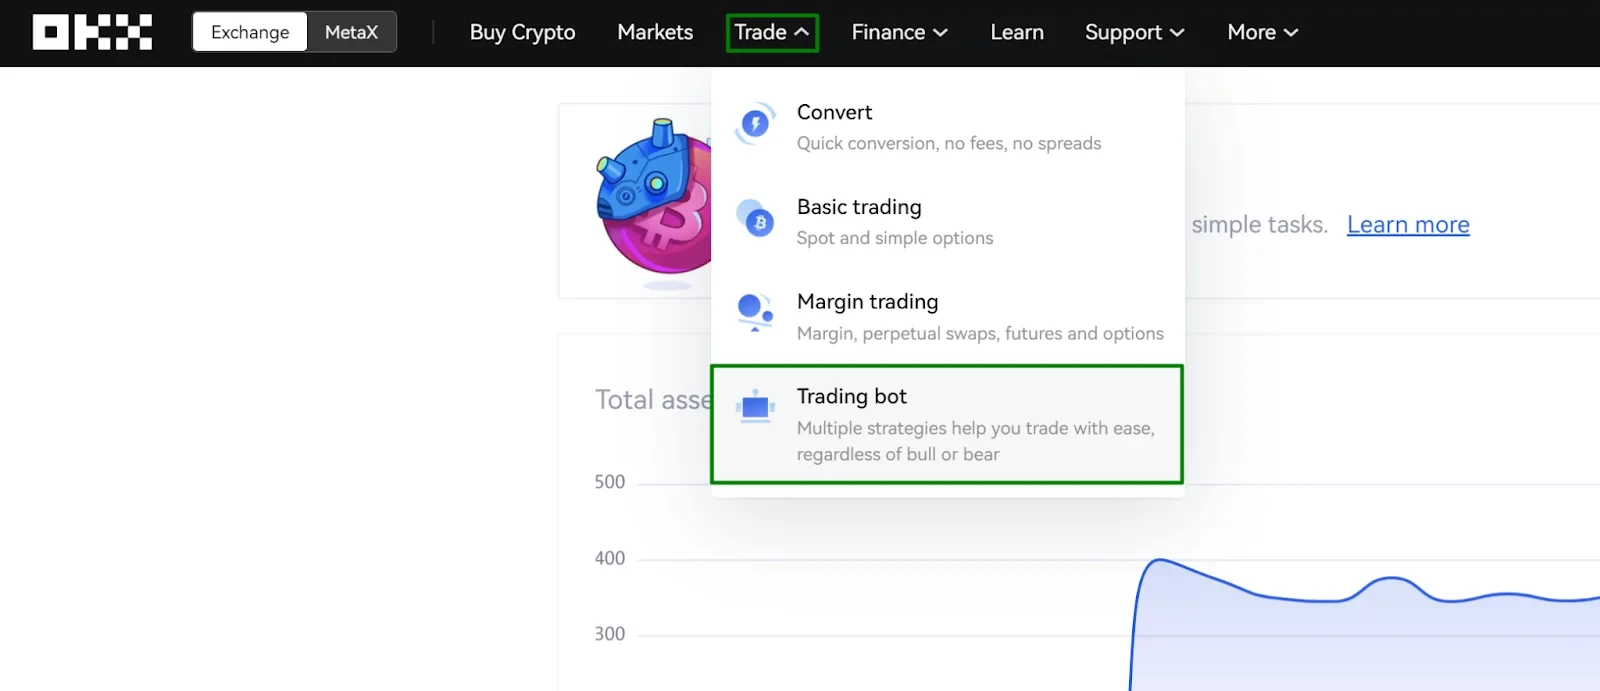 OKX
Exchange MetaX Buy Crypto Markets Trade Finance Learn Support More
Convert
Quick conversion, no fees, no spreads
Basic trading
Spot and simple options
simple tasks. Learn more
Margin trading
Margin, perpetual swaps, futures and options
Trading bot
Multiple strategies help you trade with ease,
regardless of bull or bear
Total asse
500
400
300